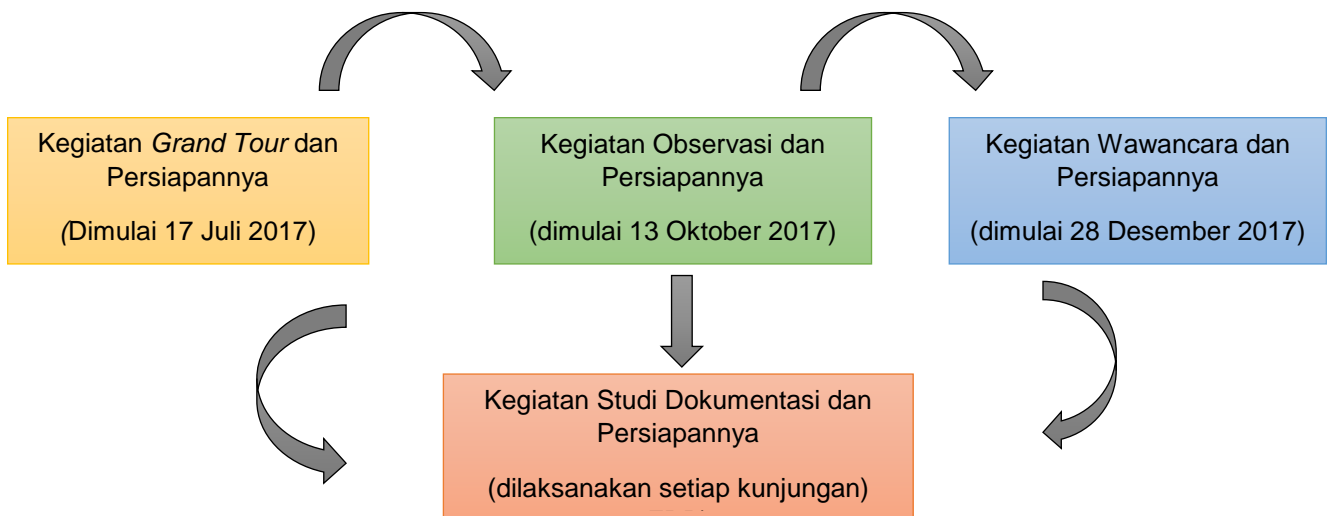 Kegiatan Grand Tour dan
Persiapannya
(Dimulai 17 Juli 2017)
Kegiatan Observasi dan
Persiapannya
(dimulai 13 Oktober 2017)
Kegiatan Wawancara dan
Persiapannya
(dimulai 28 Desember 2017)
Kegiatan Studi Dokumentasi dan
Persiapannya
(dilaksanakan setiap kunjungan)